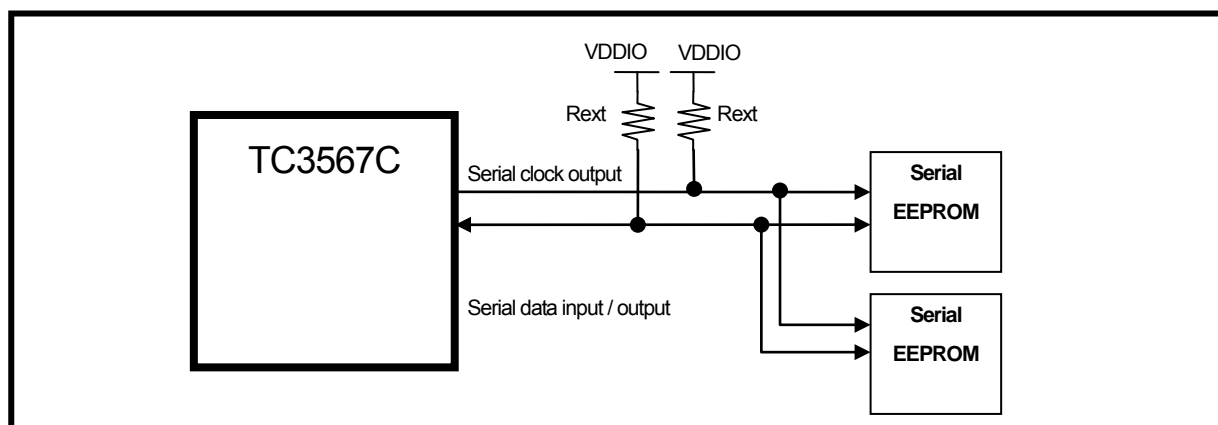 VDDIO VDDIO
Rext Rext
TC3567C
Serial clock output
Serial
EEPROM
Serial data input / output
Serial
EEPROM